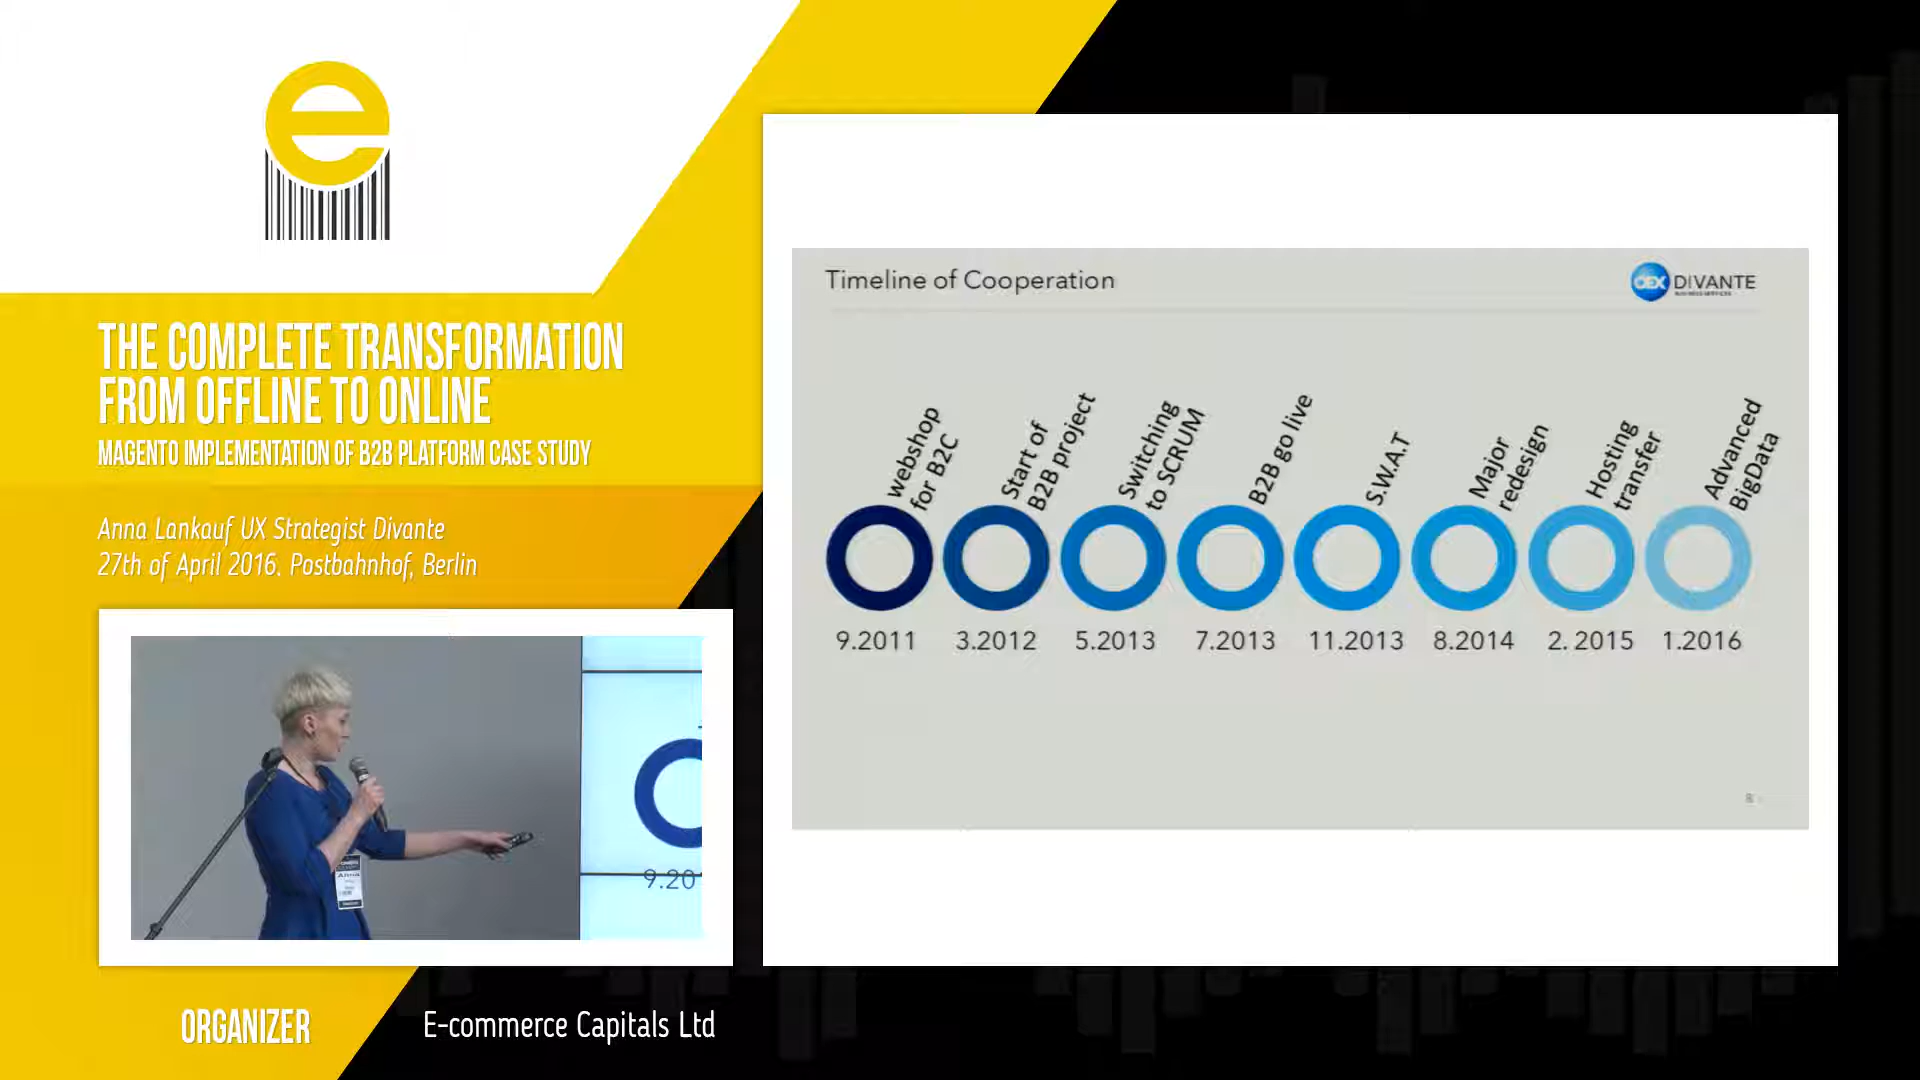 THE COMPLETE TRANSFORMATION
FROM OFFLINE TO ONLINE
MAGENTO IMPLEMENTATION OF B2B PLATFORM CASE STUDY
Anna Lankauf UX Strategist Divante
27th of April 2016, Postbahnhof, Berlin
9.20
Anna
ORGANIZER
E-commerce Capitals Ltd
Timeline of Cooperation
OEX DIVANTE
webshop
for B2C
Start of
B2B project
Switching
to SCRUM
B2B go live
S.W.A.T
Major
redesign
Hosting
transfer
Advanced
BigData
9.2011
3.2012
5.2013
7.2013
11.2013
8.2014
2. 2015
1.2016
8